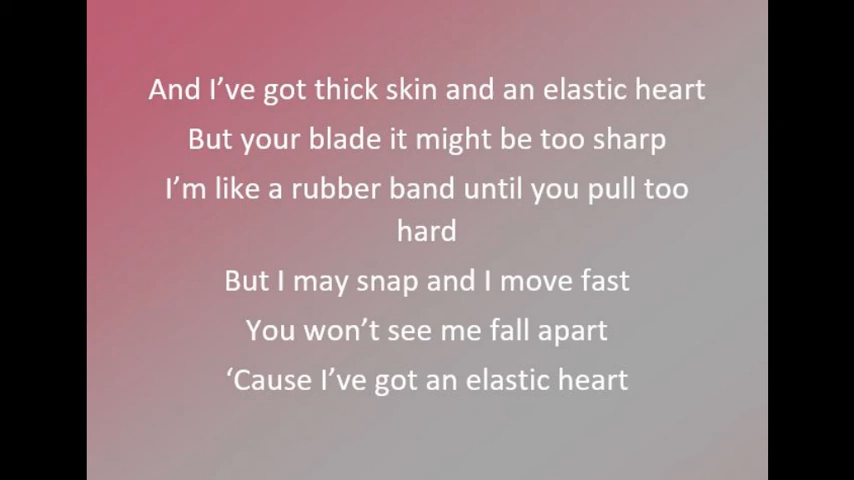 And I’ve got thick skin and an elastic heart
But your blade it might be too sharp
I’m like a rubber band until you pull too
hard
But I may snap and I move fast
You won’t see me fall apart
‘Cause I’ve got an elastic heart